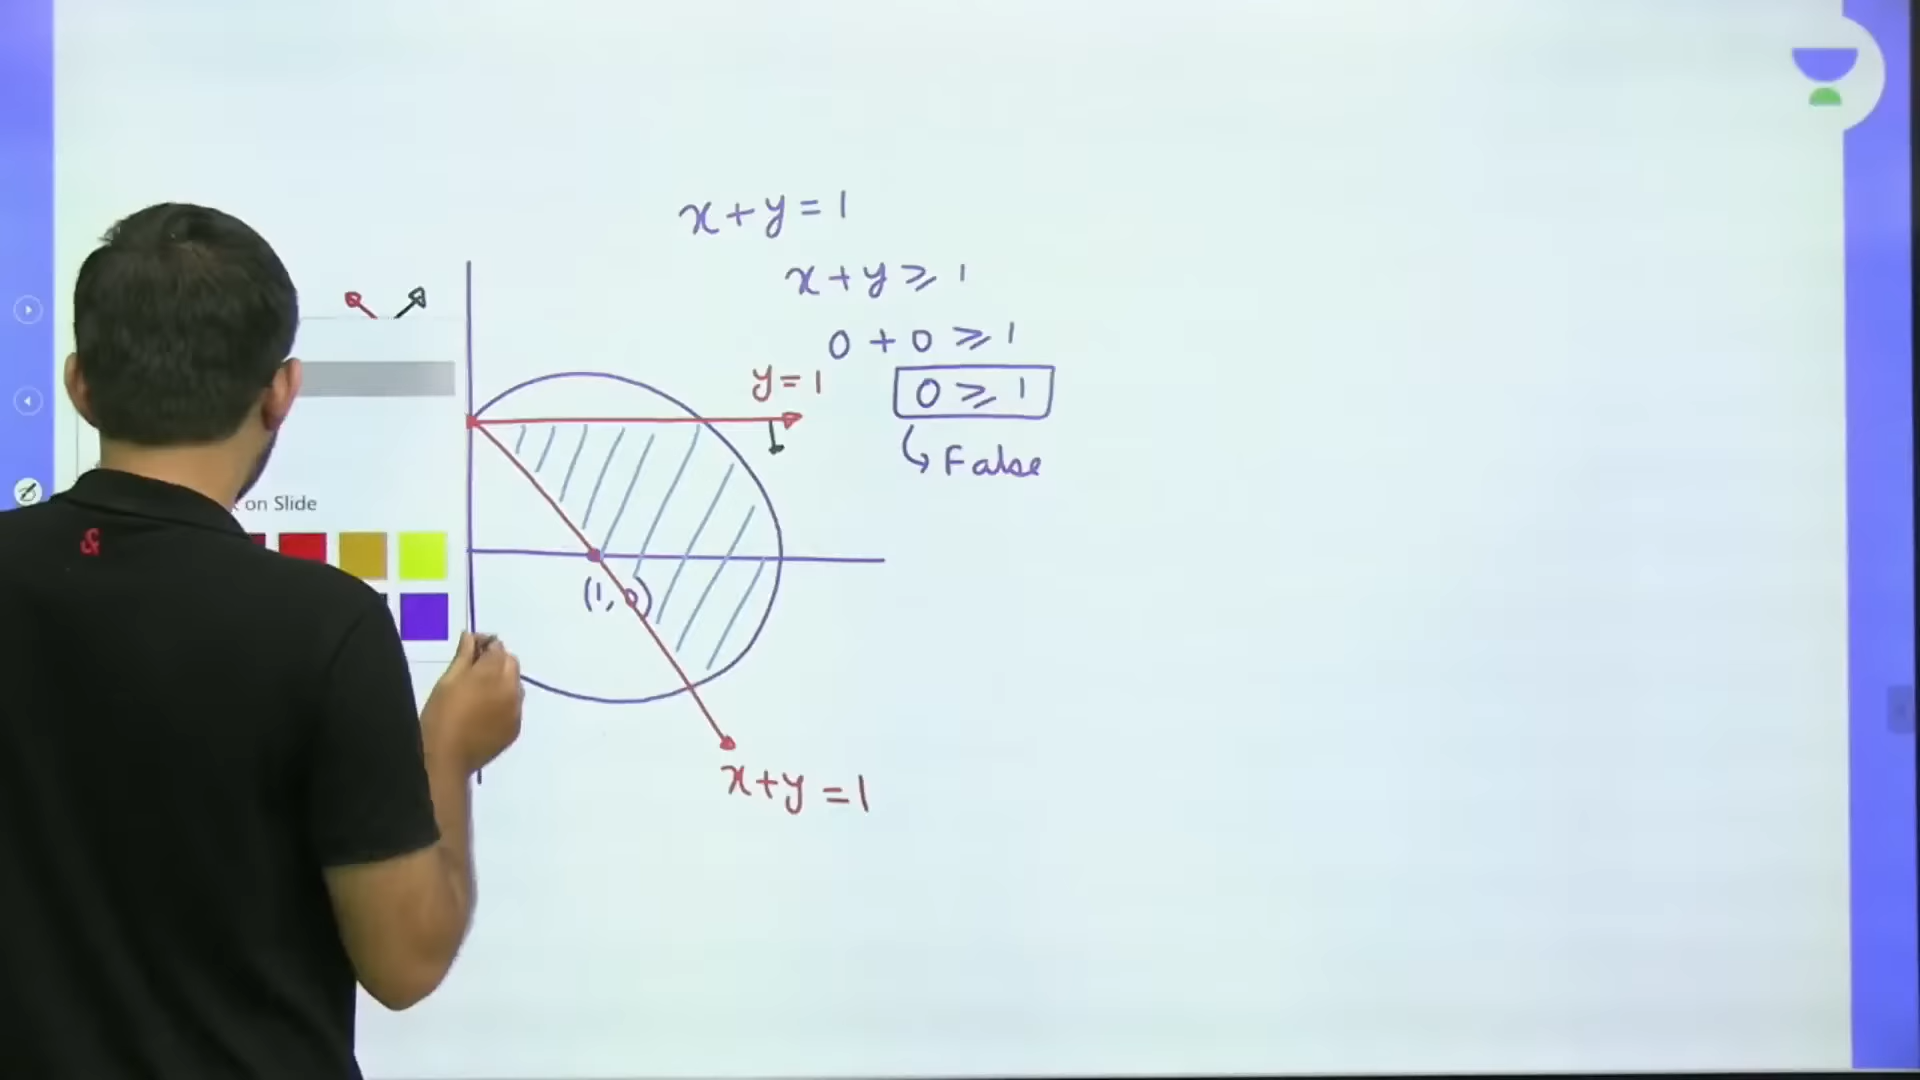 x + y = 1
x + y ⩾ 1
0 + 0 ⩾ 1
y = 1
0 ⩾ 1
False
on Slide
(1, 0)
x + y = 1